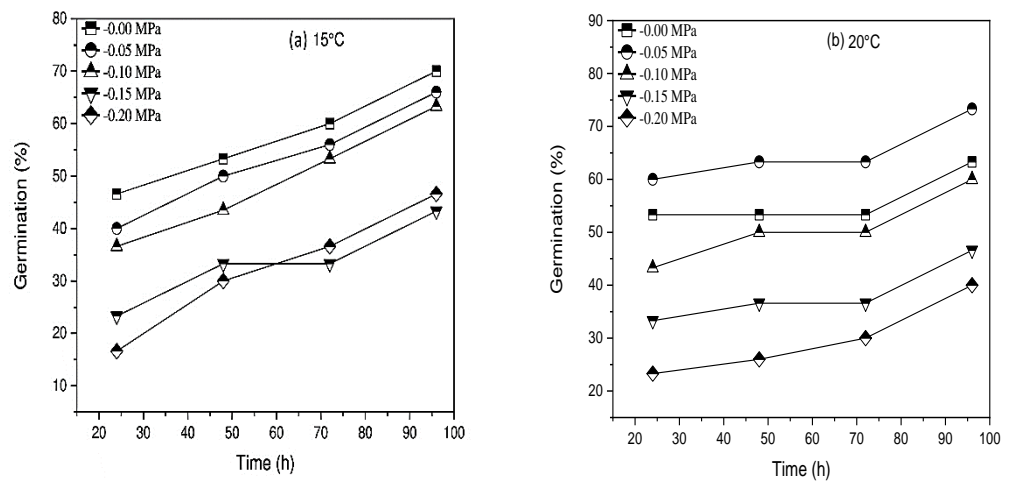 80
70
60
50
40
30
20
10
Germination (%)
-0.00 MPa
-0.05 MPa
-0.10 MPa
-0.15 MPa
-0.20 MPa
(a) 15°C
20 30 40 50 60 70 80 90 100
Time (h)
90
80
70
60
50
40
30
20
Germination (%)
-0.00 MPa
-0.05 MPa
-0.10 MPa
-0.15 MPa
-0.20 MPa
(b) 20°C
20 30 40 50 60 70 80 90 100
Time (h)